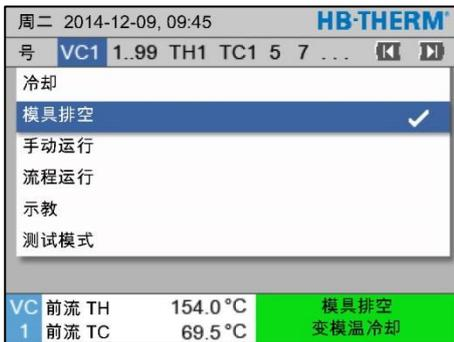 周二 2014-12-09, 09:45 HB-THERM®
号 VC1 1..99 TH1 TC1 5 7 ...
冷却
模具排空
手动运行
流程运行
示教
测试模式
VC 前流 TH 154.0 °C 模具排空
1 前流 TC 69.5 °C 变模温冷却